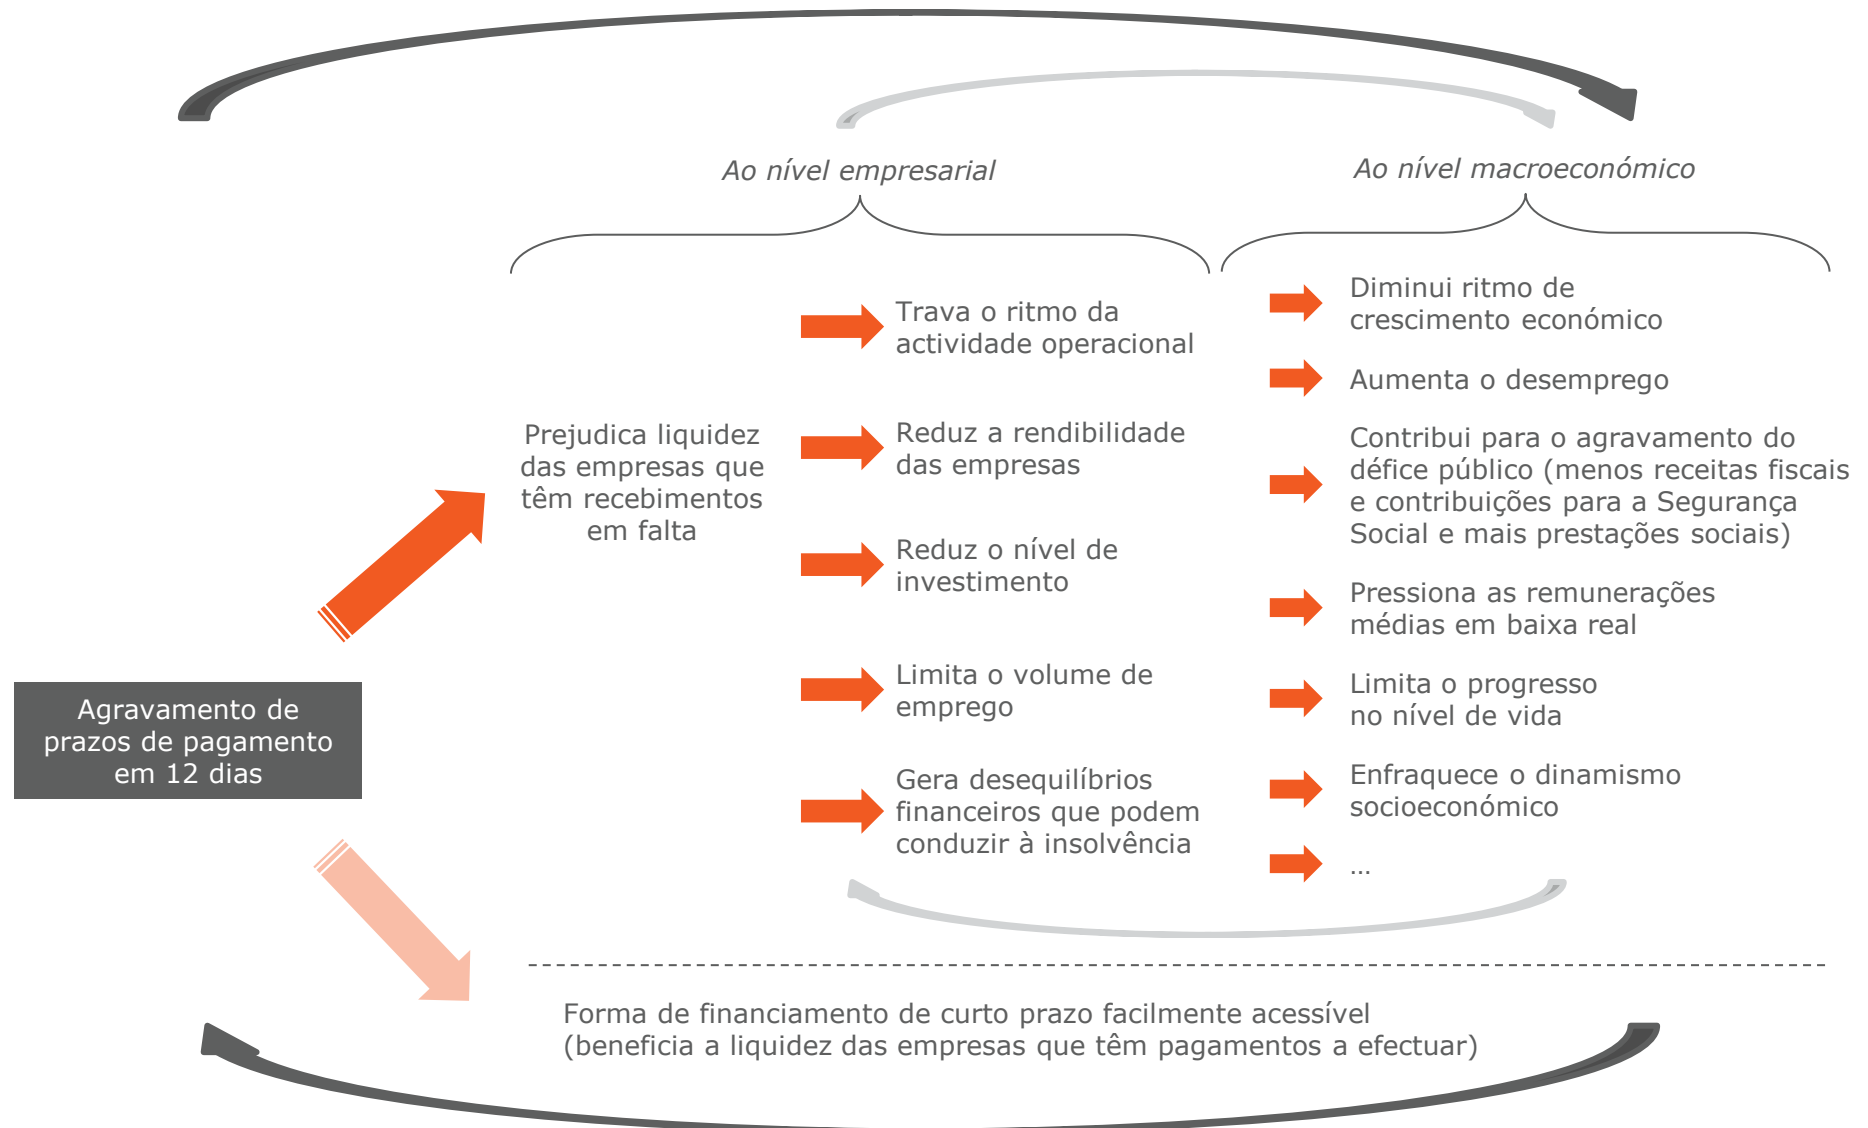 Ao nível empresarial
Ao nível macroeconómico
Agravamento de
prazos de pagamento
em 12 dias
Prejudica liquidez
das empresas que
têm recebimentos
em falta
Trava o ritmo da
actividade operacional
Reduz a rendibilidade
das empresas
Reduz o nível de
investimento
Limita o volume de
emprego
Gera desequilíbrios
financeiros que podem
conduzir à insolvência
Diminui ritmo de
crescimento económico
Aumenta o desemprego
Contribui para o agravamento do
défice público (menos receitas fiscais
e contribuições para a Segurança
Social e mais prestações sociais)
Pressiona as remunerações
médias em baixa real
Limita o progresso
no nível de vida
Enfraquece o dinamismo
socioeconómico
…
Forma de financiamento de curto prazo facilmente acessível
(beneficia a liquidez das empresas que têm pagamentos a efectuar)